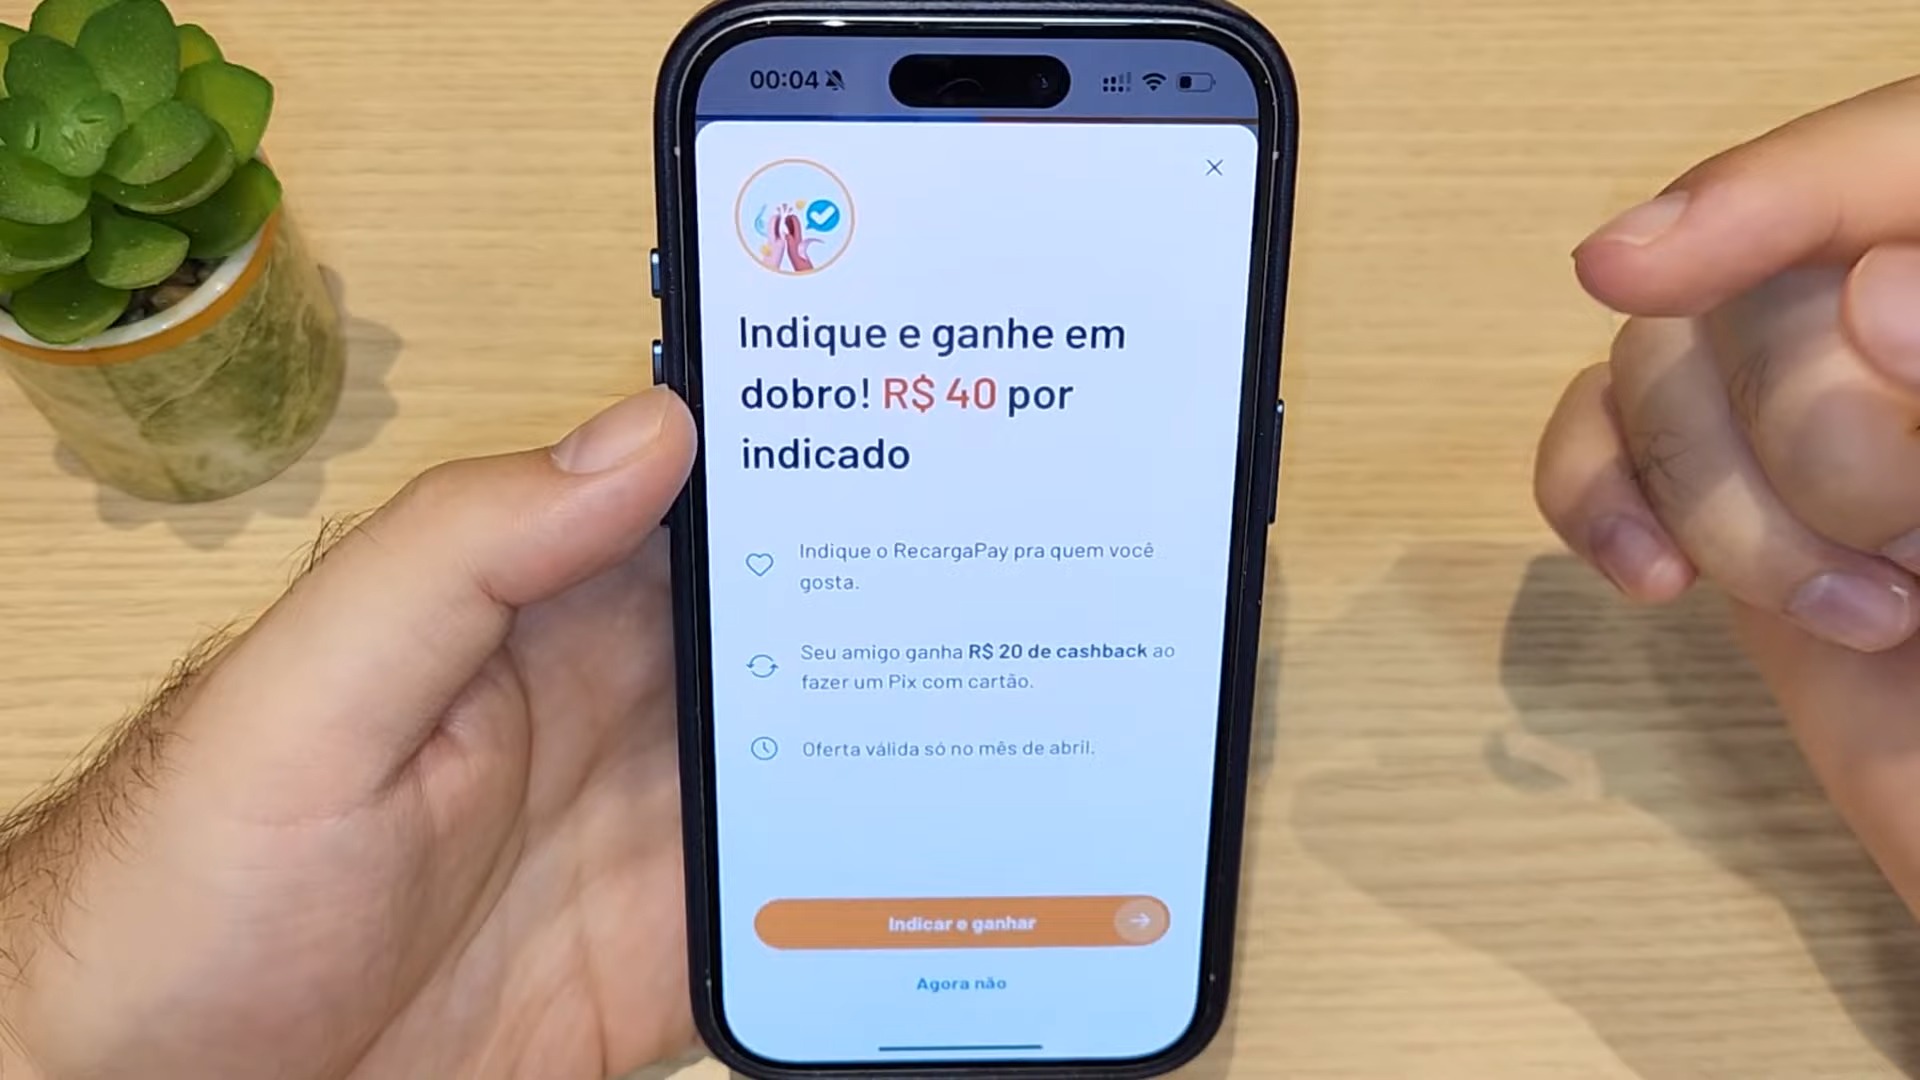 00:04
Indique e ganhe em
dobro! R$ 40 por
indicado
Indique o RecargaPay pra quem você
gosta.
Seu amigo ganha R$ 20 de cashback ao
fazer um Pix com cartão.
Oferta válida só no mês de abril.
Indicar e ganhar
Agora não